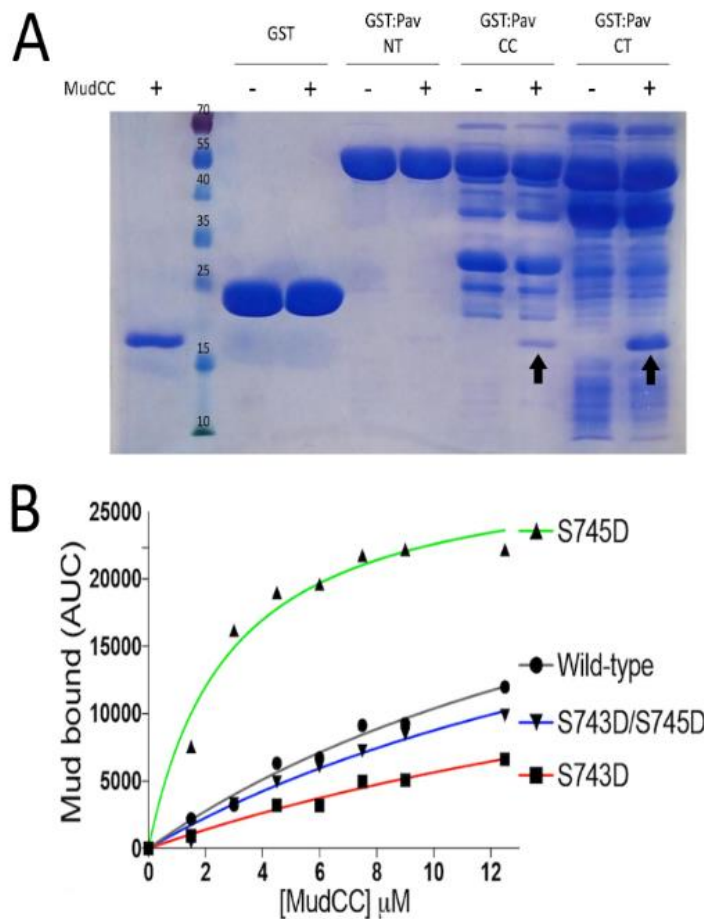 A
GST
GST:Pav NT
GST:Pav CC
GST:Pav CT
MudCC + - + - + - + - +
70
55
40
35
25
15
10
B
25000
20000
15000
10000
5000
0
Mud bound (AUC)
S745D
Wild-type
S743D/S745D
S743D
0 2 4 6 8 10 12
[MudCC] μM